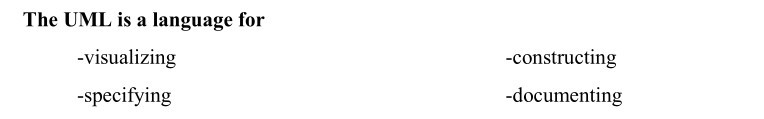 The UML is a language for
-visualizing -constructing
-specifying -documenting